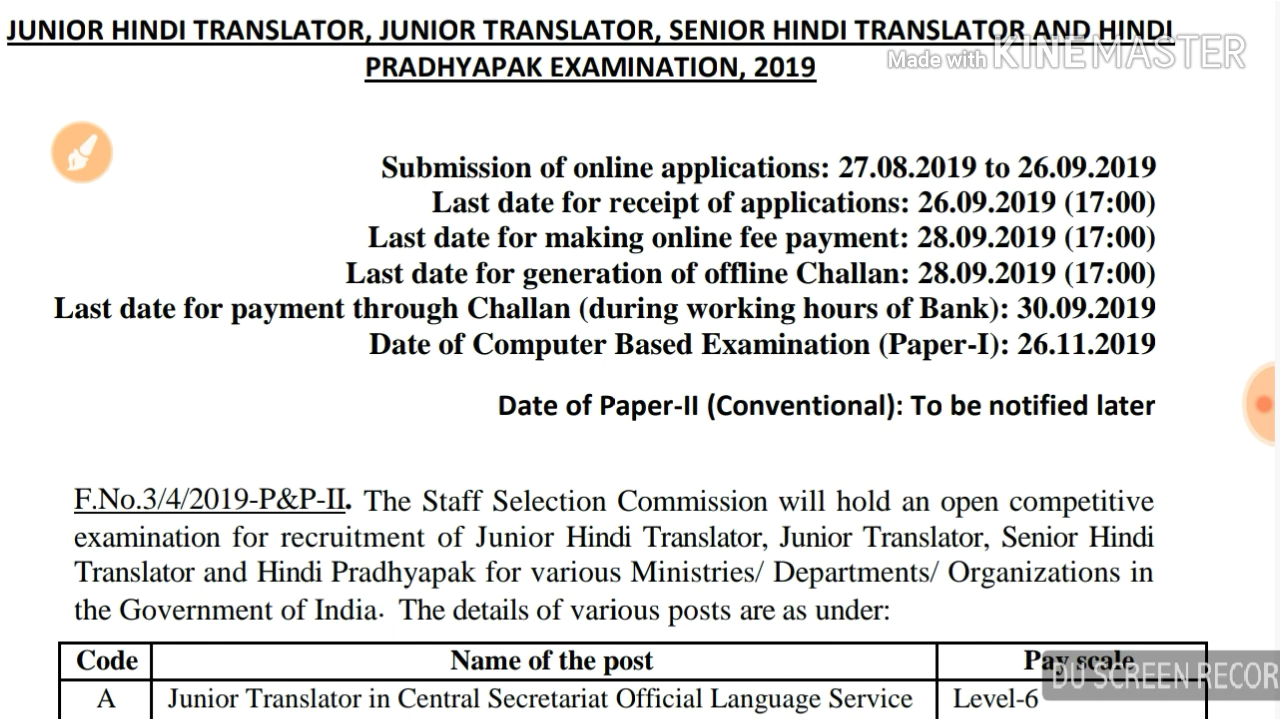 JUNIOR HINDI TRANSLATOR, JUNIOR TRANSLATOR, SENIOR HINDI TRANSLATOR AND HINDI
PRADHYAPAK EXAMINATION, 2019
Made with KINEMASTER
Submission of online applications: 27.08.2019 to 26.09.2019
Last date for receipt of applications: 26.09.2019 (17:00)
Last date for making online fee payment: 28.09.2019 (17:00)
Last date for generation of offline Challan: 28.09.2019 (17:00)
Last date for payment through Challan (during working hours of Bank): 30.09.2019
Date of Computer Based Examination (Paper-I): 26.11.2019
Date of Paper-II (Conventional): To be notified later
F.No.3/4/2019-P&P-II. The Staff Selection Commission will hold an open competitive
examination for recruitment of Junior Hindi Translator, Junior Translator, Senior Hindi
Translator and Hindi Pradhyapak for various Ministries/ Departments/ Organizations in
the Government of India. The details of various posts are as under:
Code Name of the post Pay scale
A Junior Translator in Central Secretariat Official Language Service Level-6
DU SCREEN RECOR